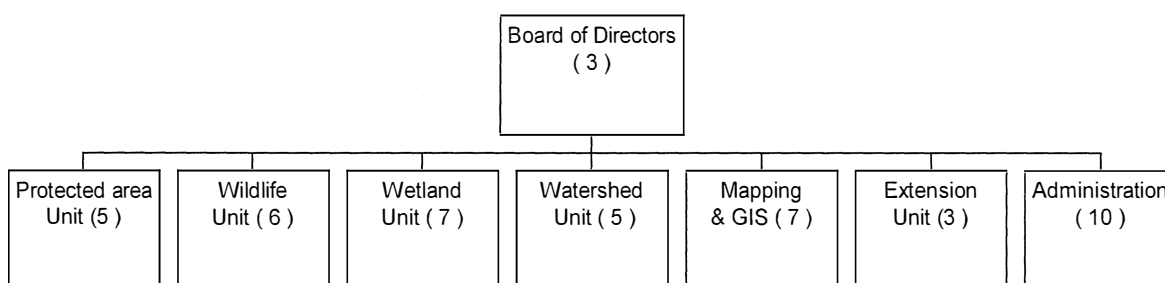 Board of Directors
( 3 )
Protected area
Unit (5 )
Wildlife
Unit ( 6 )
Wetland
Unit ( 7 )
Watershed
Unit ( 5 )
Mapping
& GIS ( 7 )
Extension
Unit (3 )
Administration
( 10 )